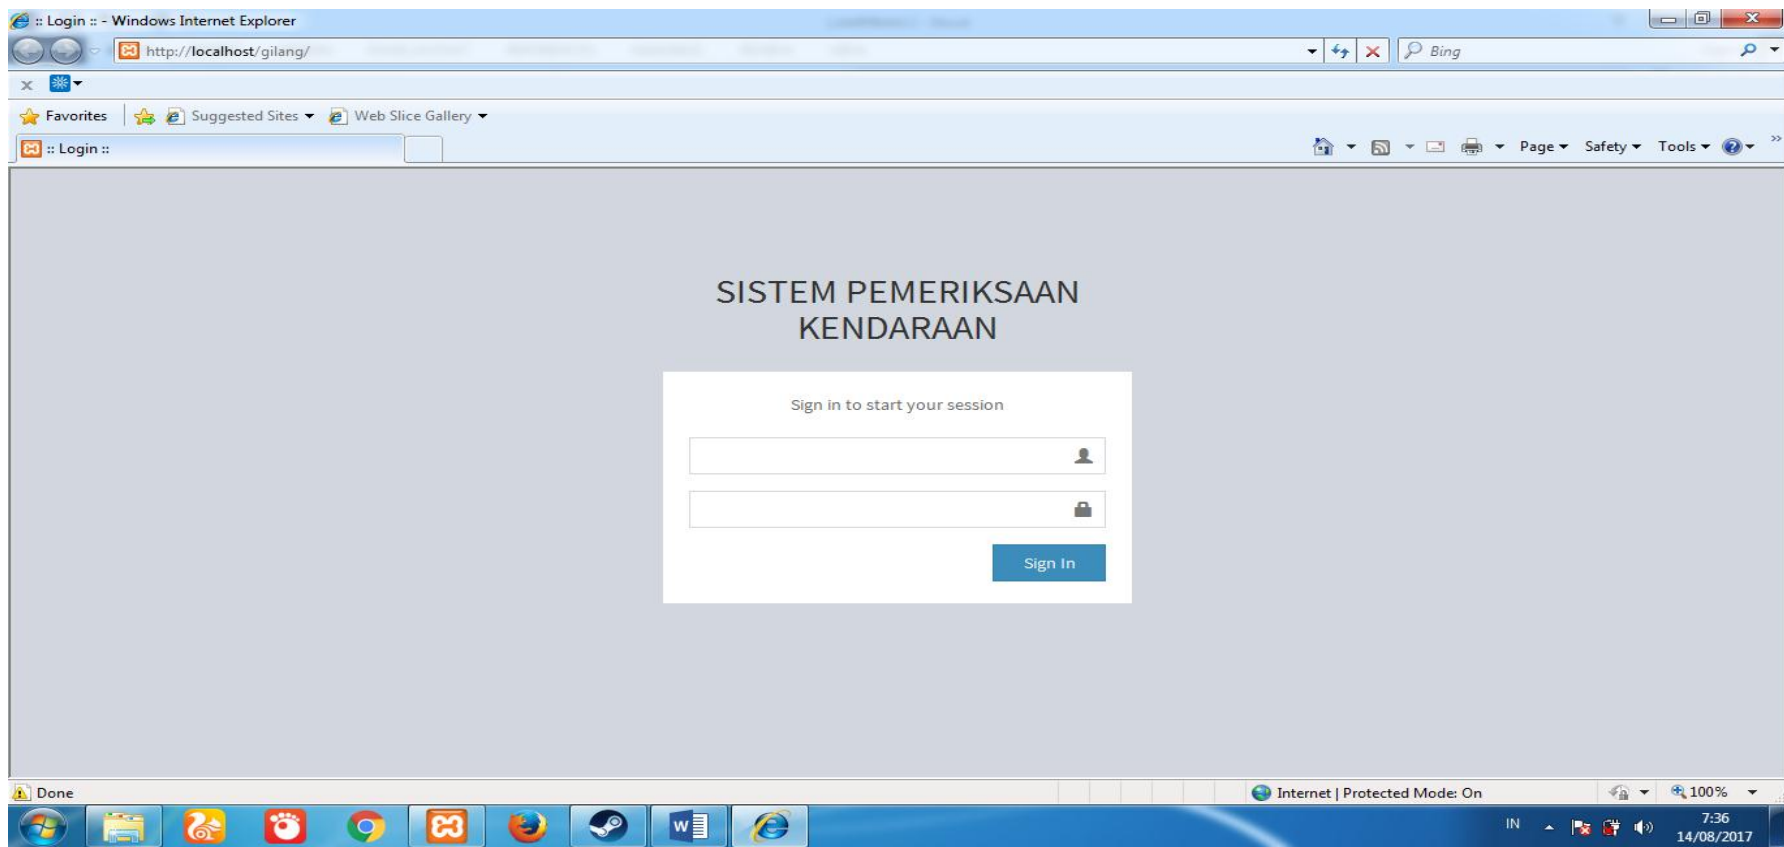 :: Login :: - Windows Internet Explorer
http://localhost/gilang/
Bing
x
Favorites Suggested Sites Web Slice Gallery
:: Login ::
Page Safety Tools
SISTEM PEMERIKSAAN
KENDARAAN
Sign in to start your session
Sign In
Done
Internet | Protected Mode: On
100%
IN
7:36
14/08/2017